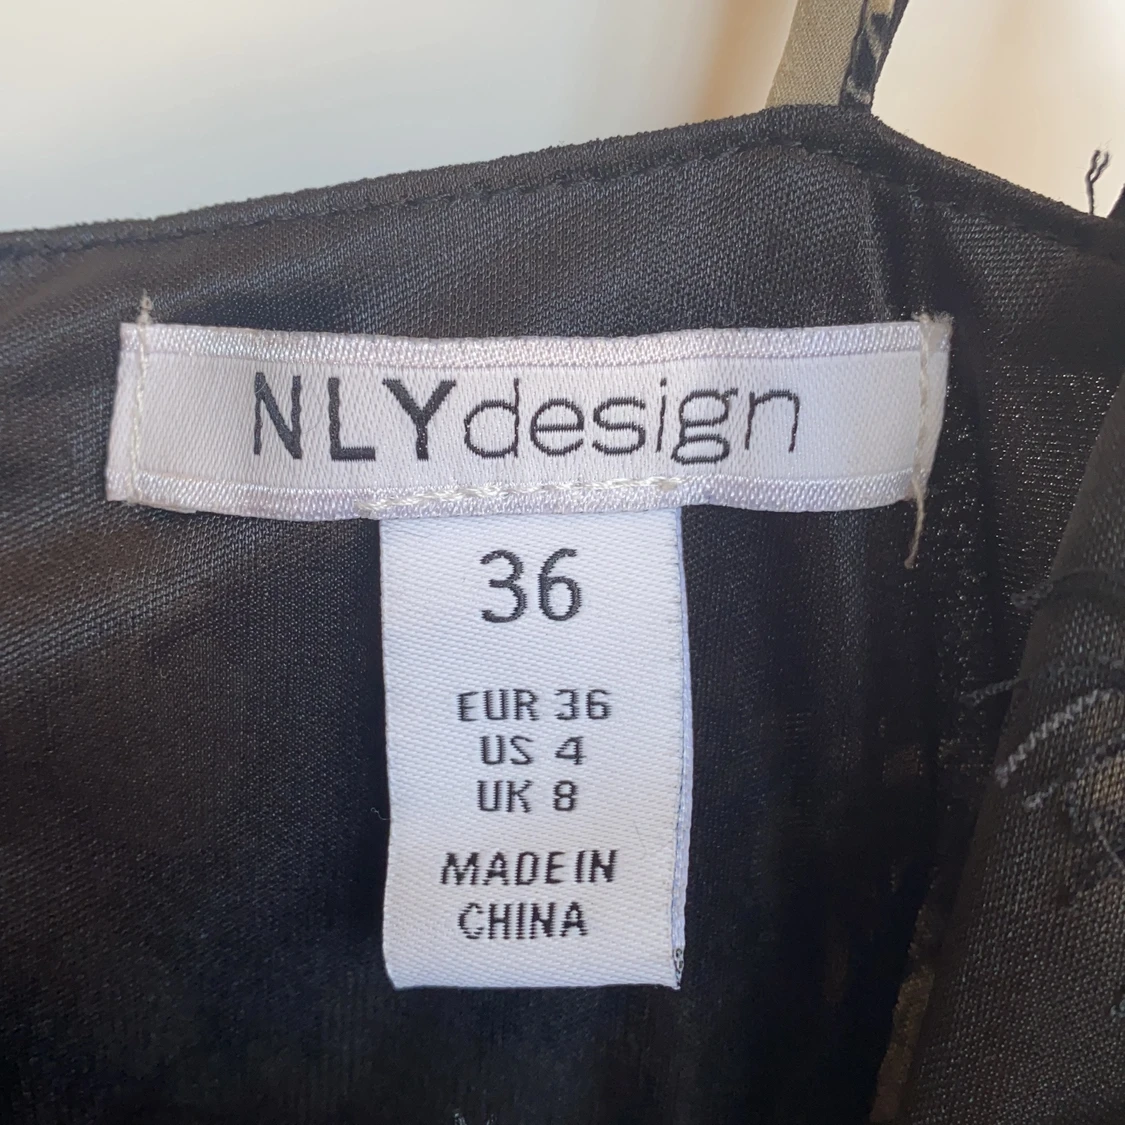 NLYdesign
36
EUR 36
US 4
UK 8
MADE IN
CHINA